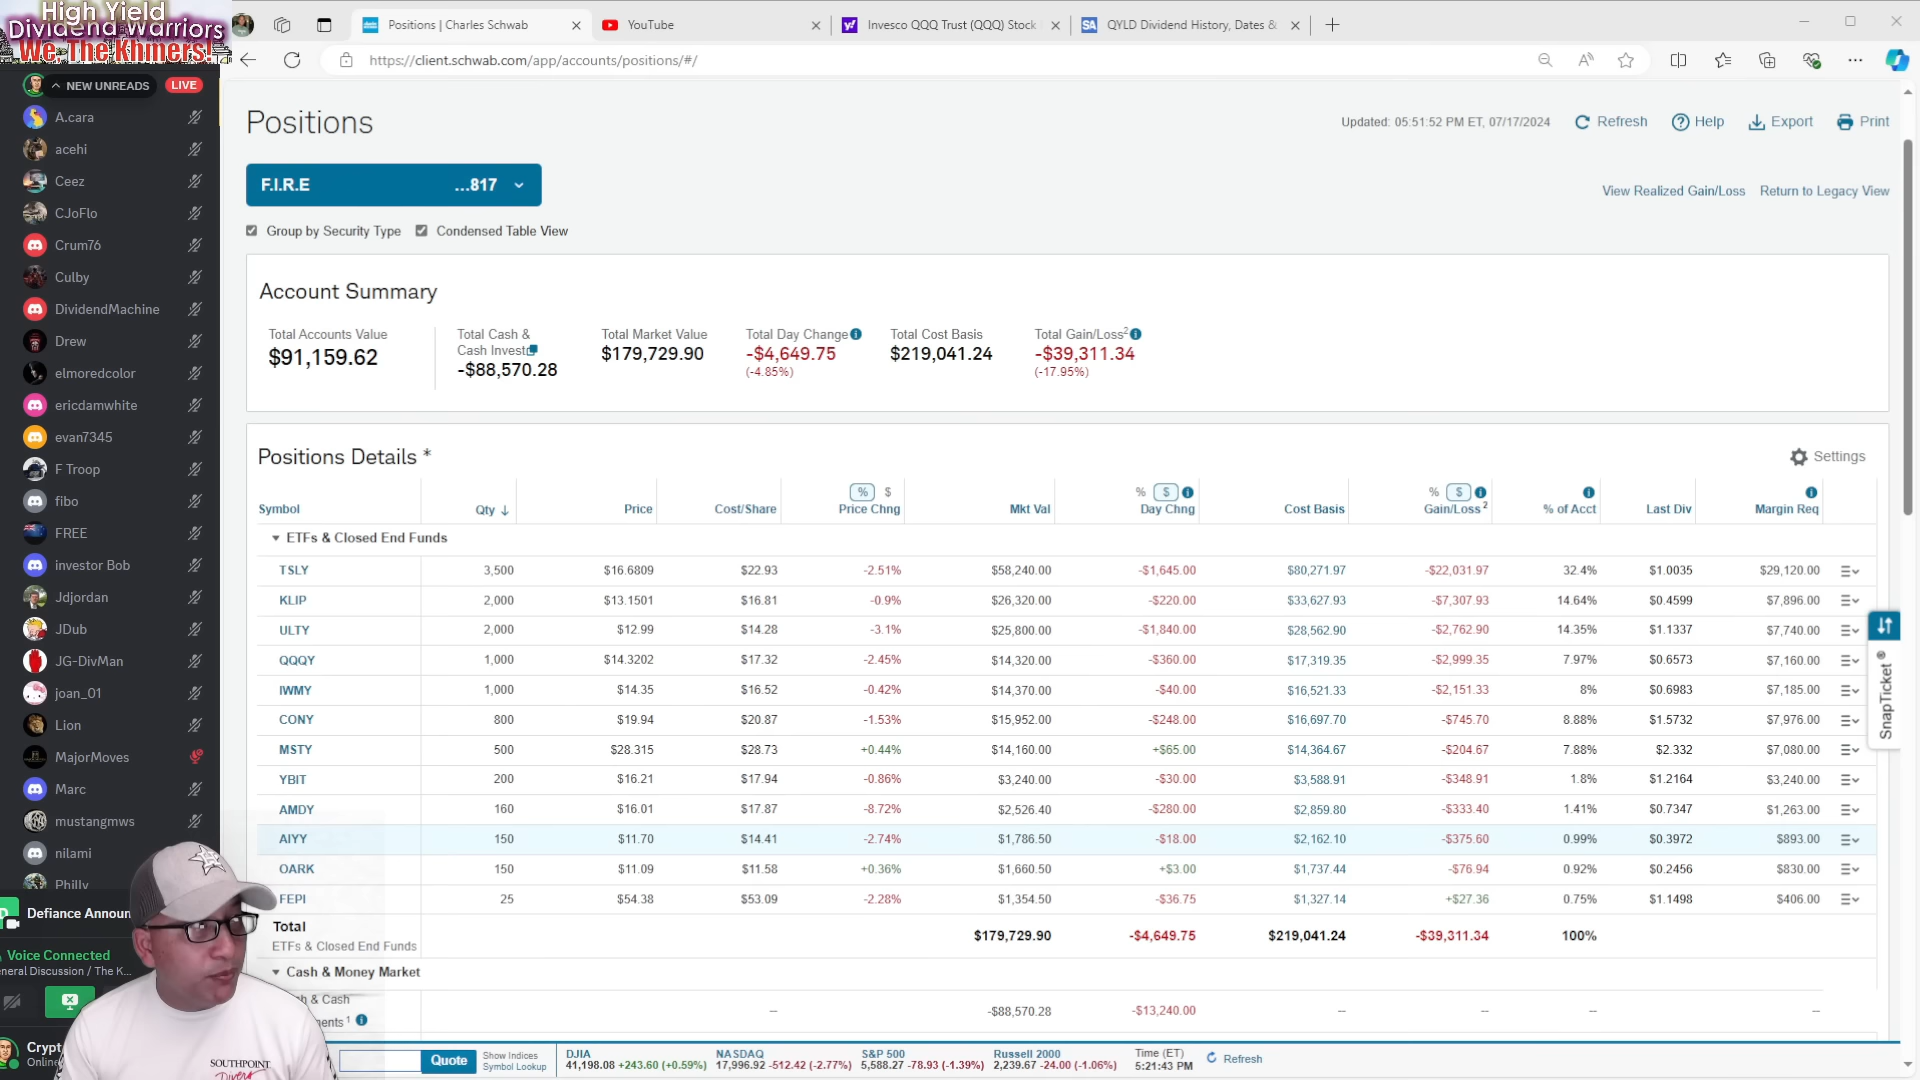 High Yield
Dividend Warriors
We The Khmers!
NEW UNREADS
LIVE
A.cara
acehi
Ceez
CJoFlo
Crum76
Culby
DividendMachine
Drew
elmoredcolor
ericdamwhite
evan7345
F Troop
fibo
FREE
investor Bob
Jdjordan
JDub
JG-DivMan
joan_01
Lion
MajorMoves
Marc
mustangmws
nilami
Philly
Defiance Announ
Voice Connected
eneral Discussion / The K...
Crypt
Online
SOUTHPOINT
Divers
Positions | Charles Schwab
YouTube
Invesco QQQ Trust (QQQ) Stock
QYLD Dividend History, Dates &
https://client.schwab.com/app/accounts/positions/#/
Positions
Updated: 05:51:52 PM ET, 07/17/2024
Refresh
Help
Export
Print
F.I.R.E ...817
View Realized Gain/Loss
Return to Legacy View
Group by Security Type
Condensed Table View
Account Summary
Total Accounts Value
$91,159.62
Total Cash &
Cash Invest
-$88,570.28
Total Market Value
$179,729.90
Total Day Change
-$4,649.75
(-4.85%)
Total Cost Basis
$219,041.24
Total Gain/Loss2
-$39,311.34
(-17.95%)
Positions Details *
Settings
% $ % $ % $
Symbol Qty ↓ Price Cost/Share Price Chng Mkt Val Day Chng Cost Basis Gain/Loss 2 % of Acct Last Div Margin Req
ETFs & Closed End Funds
TSLY 3,500 $16.6809 $22.93 -2.51% $58,240.00 -$1,645.00 $80,271.97 -$22,031.97 32.4% $1.0035 $29,120.00
KLIP 2,000 $13.1501 $16.81 -0.9% $26,320.00 -$220.00 $33,627.93 -$7,307.93 14.64% $0.4599 $7,896.00
ULTY 2,000 $12.99 $14.28 -3.1% $25,800.00 -$1,840.00 $28,562.90 -$2,762.90 14.35% $1.1337 $7,740.00
QQQY 1,000 $14.3202 $17.32 -2.45% $14,320.00 -$360.00 $17,319.35 -$2,999.35 7.97% $0.6573 $7,160.00
IWMY 1,000 $14.35 $16.52 -0.42% $14,370.00 -$40.00 $16,521.33 -$2,151.33 8% $0.6983 $7,185.00
CONY 800 $19.94 $20.87 -1.53% $15,952.00 -$248.00 $16,697.70 -$745.70 8.88% $1.5732 $7,976.00
MSTY 500 $28.315 $28.73 +0.44% $14,160.00 +$65.00 $14,364.67 -$204.67 7.88% $2.332 $7,080.00
YBIT 200 $16.21 $17.94 -0.86% $3,240.00 -$30.00 $3,588.91 -$348.91 1.8% $1.2164 $3,240.00
AMDY 160 $16.01 $17.87 -8.72% $2,526.40 -$280.00 $2,859.80 -$333.40 1.41% $0.7347 $1,263.00
AIYY 150 $11.70 $14.41 -2.74% $1,786.50 -$18.00 $2,162.10 -$375.60 0.99% $0.3972 $893.00
OARK 150 $11.09 $11.58 +0.36% $1,660.50 +$3.00 $1,737.44 -$76.94 0.92% $0.2456 $830.00
FEPI 25 $54.38 $53.09 -2.28% $1,354.50 -$36.75 $1,327.14 +$27.36 0.75% $1.1498 $406.00
Total
ETFs & Closed End Funds
$179,729.90 -$4,649.75 $219,041.24 -$39,311.34 100%
Cash & Money Market
h & Cash
ents 1
-- -$88,570.28 -$13,240.00 -- -- -- -- --
SnapTicket ®
Quote
Show Indices
Symbol Lookup
DJIA
41,198.08 +243.60 (+0.59%)
NASDAQ
17,996.92 -512.42 (-2.77%)
S&P 500
5,588.27 -78.93 (-1.39%)
Russell 2000
2,239.67 -24.00 (-1.06%)
Time (ET)
5:21:43 PM
Refresh